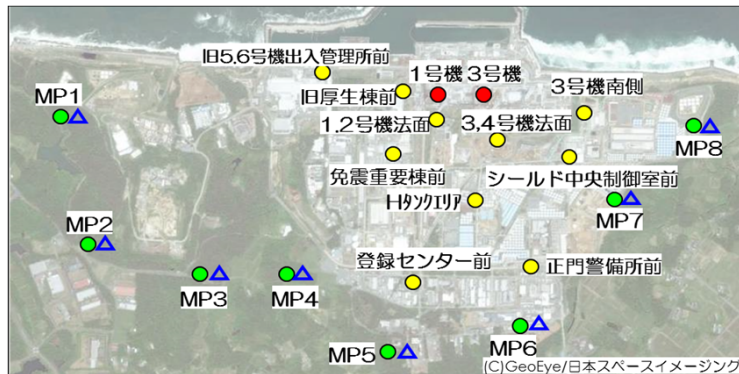 旧5.6号機出入管理所前
1号機
3号機
3号機南側
MP1
旧厚生棟前
1.2号機法面
3,4号機法面
MP8
免震重要棟前
シールド中央制御室前
Hタンクエリア
MP7
MP2
登録センター前
正門警備所前
MP3
MP4
MP5
MP6
(C)GeoEye/日本スペースイメージング